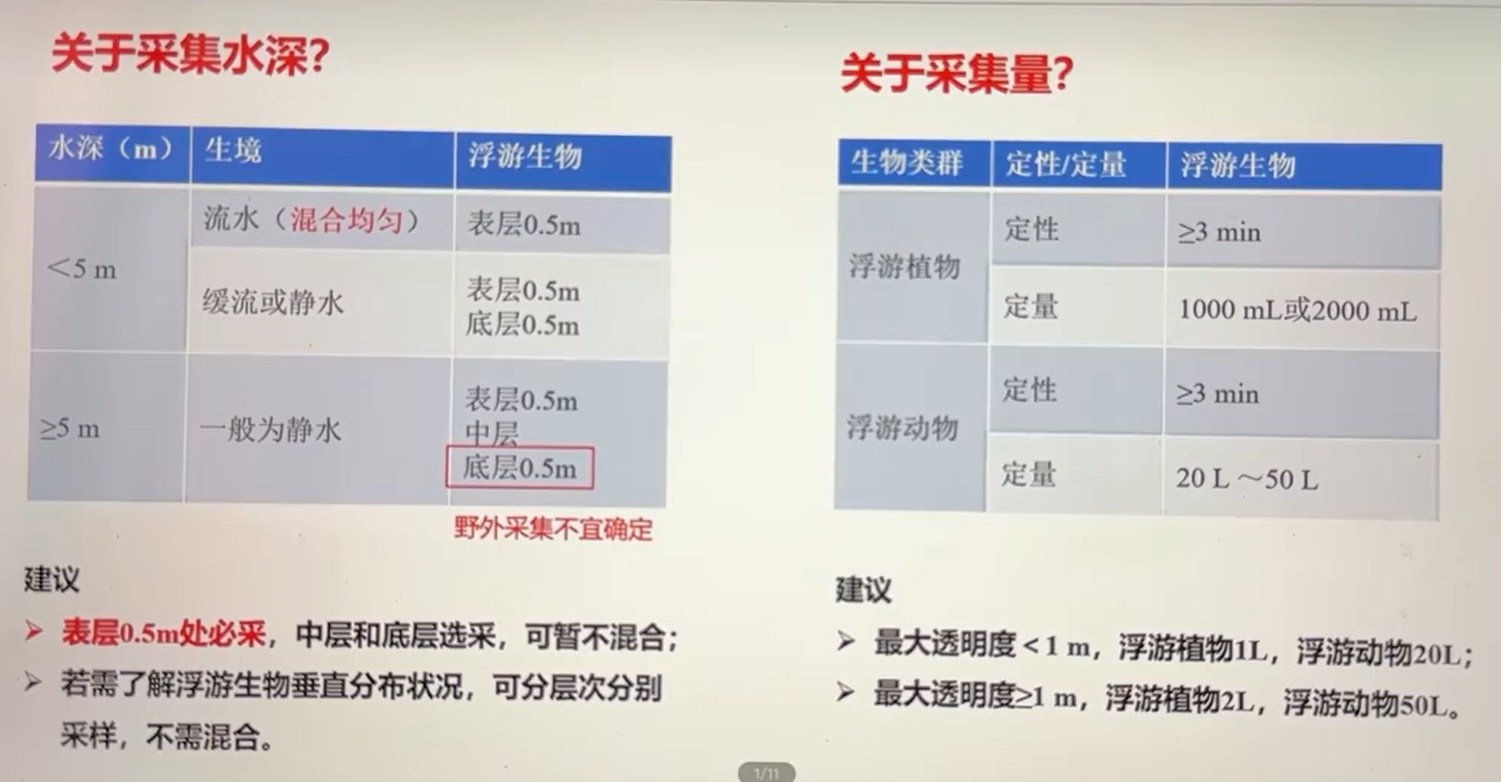 关于采集水深?
水深（m） 生境 浮游生物
<5 m 流水（混合均匀） 表层0.5m
缓流或静水 表层0.5m
底层0.5m
≥5 m 一般为静水 表层0.5m
中层
底层0.5m
野外采集不宜确定
建议
➢ 表层0.5m处必采，中层和底层选采，可暂不混合；
➢ 若需了解浮游生物垂直分布状况，可分层次分别
采样，不需混合。
关于采集量?
生物类群 定性/定量 浮游生物
浮游植物 定性 ≥3 min
定量 1000 mL或2000 mL
浮游动物 定性 ≥3 min
定量 20 L ～50 L
建议
➢ 最大透明度＜1 m，浮游植物1L，浮游动物20L；
➢ 最大透明度≥1 m，浮游植物2L，浮游动物50L。
1/11